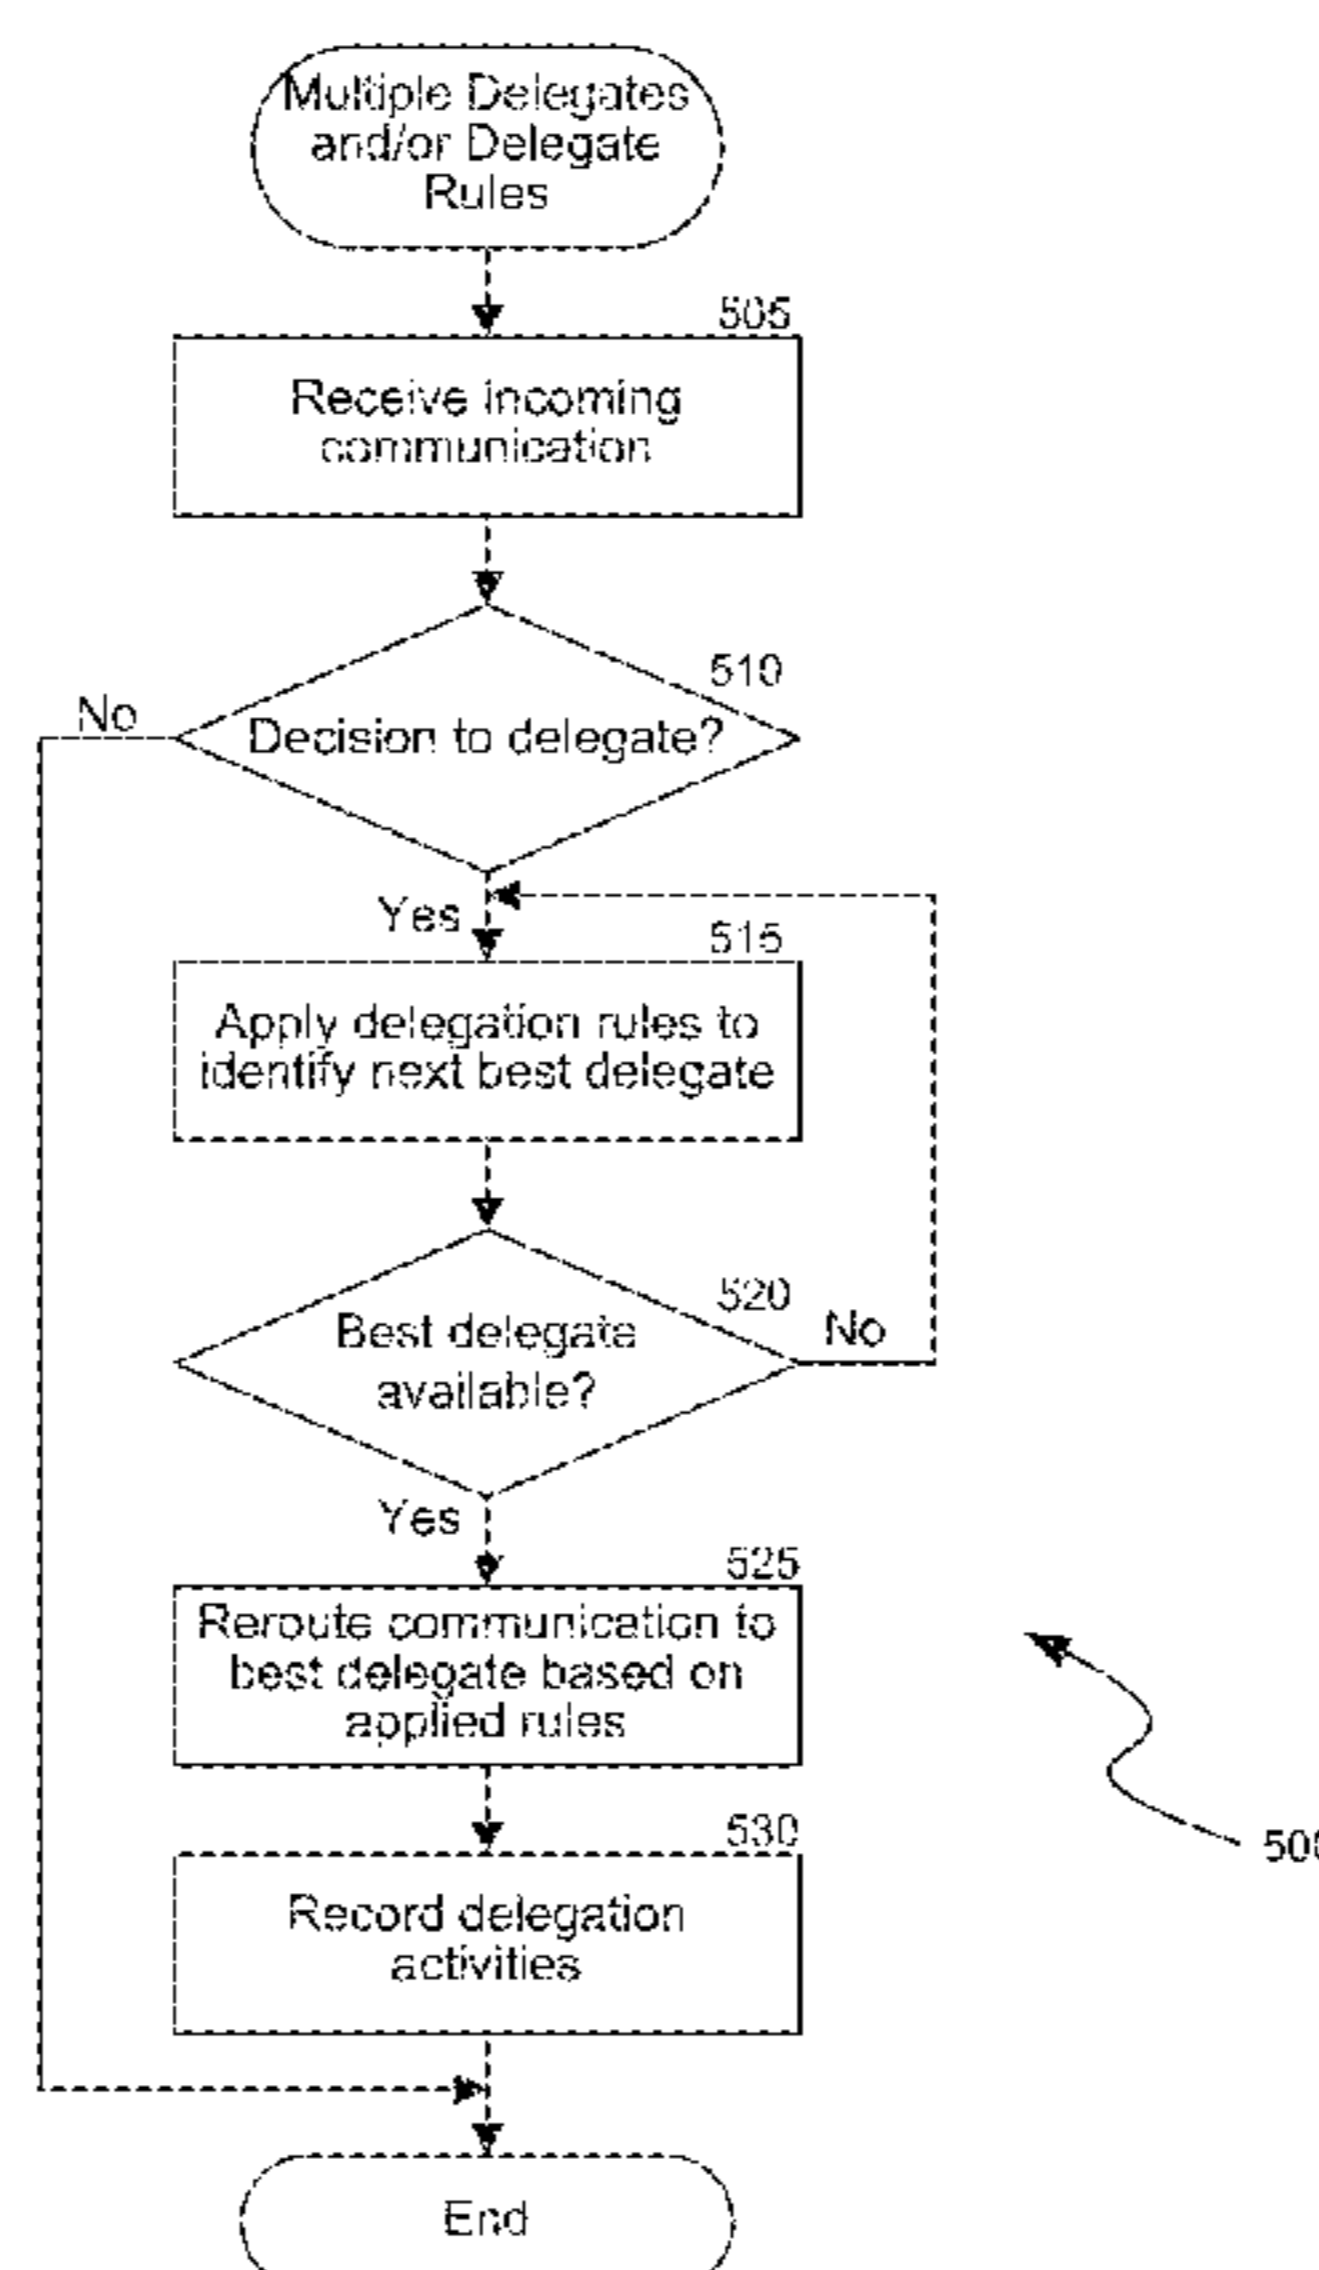 Multiple Delegates
and/or Delegate
Rules
505
Receive incoming
communication
510
No
Decision to delegate?
Yes
515
Apply delegation rules to
identify next best delegate
520
No
Best delegate
available?
Yes
525
Reroute communication to
best delegate based on
applied rules
500
530
Record delegation
activities
End